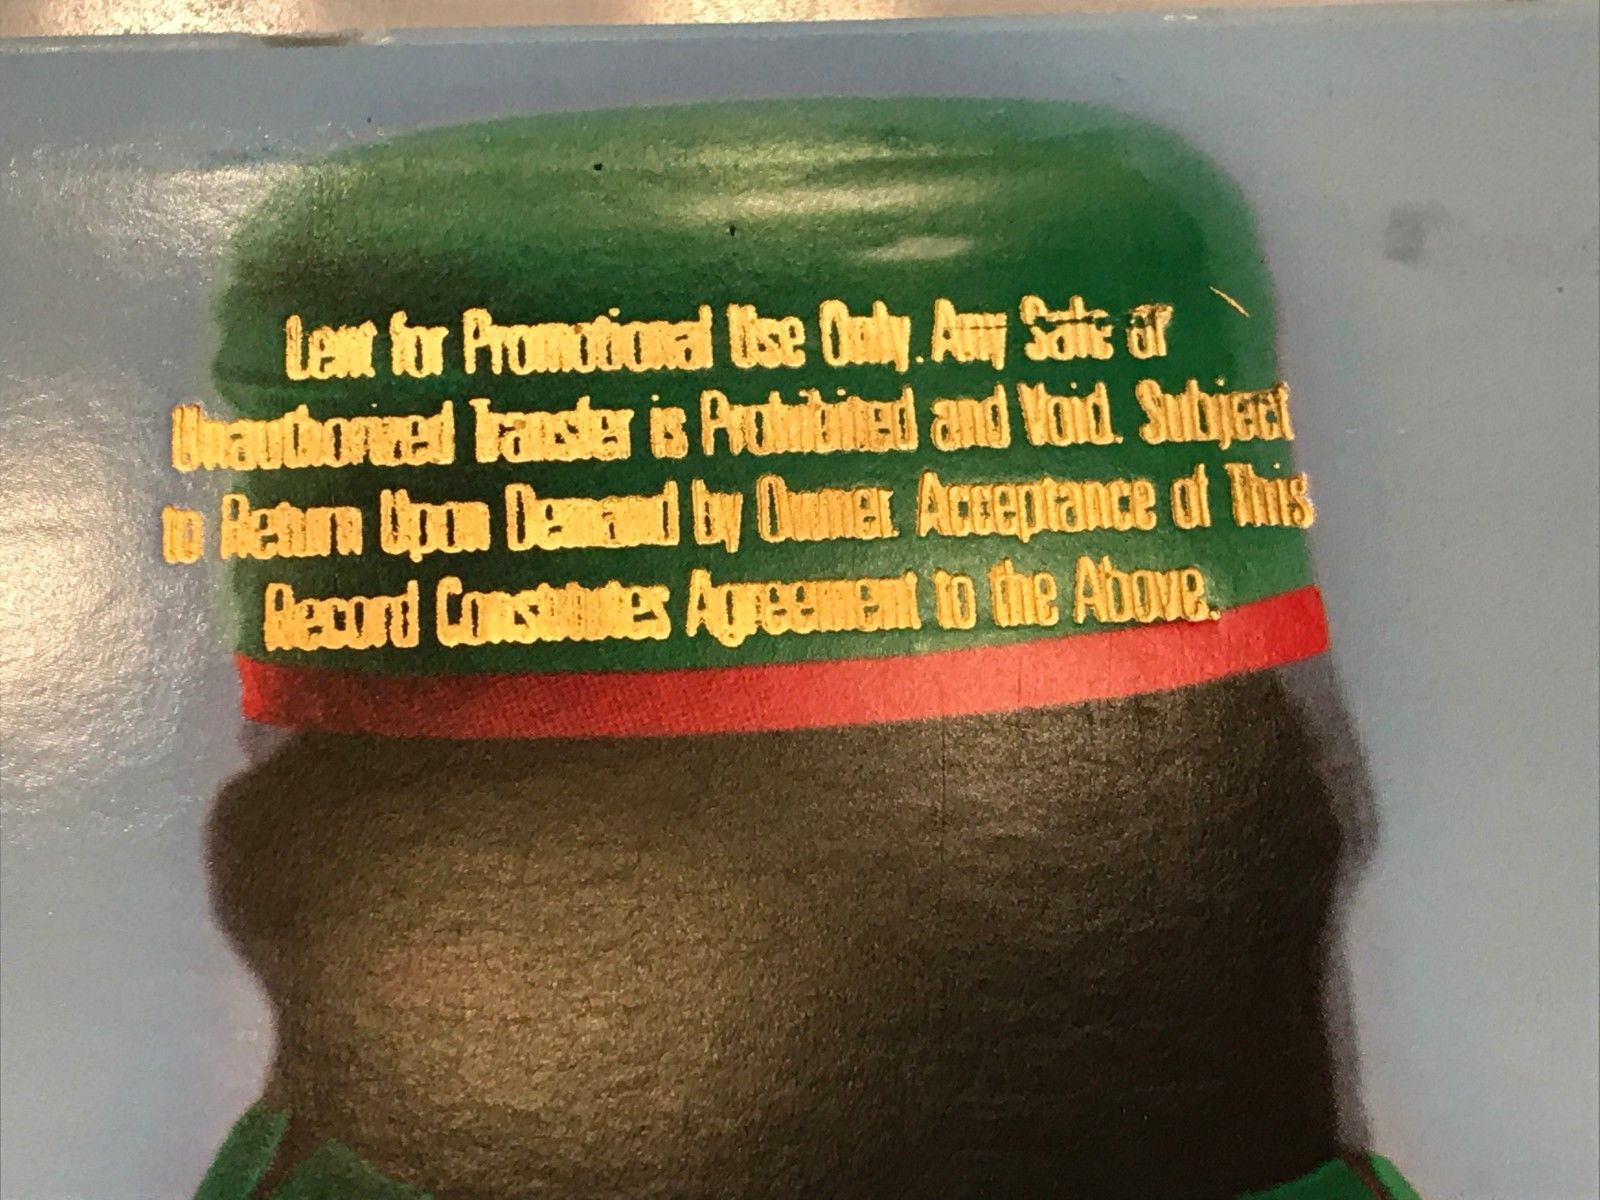 Lent for Promotional Use Only. Any Sale or
Unauthorized Transfer is Prohibited and Void. Subject
to Return Upon Demand by Owner. Acceptance of This
Record Constitutes Agreement to the Above.